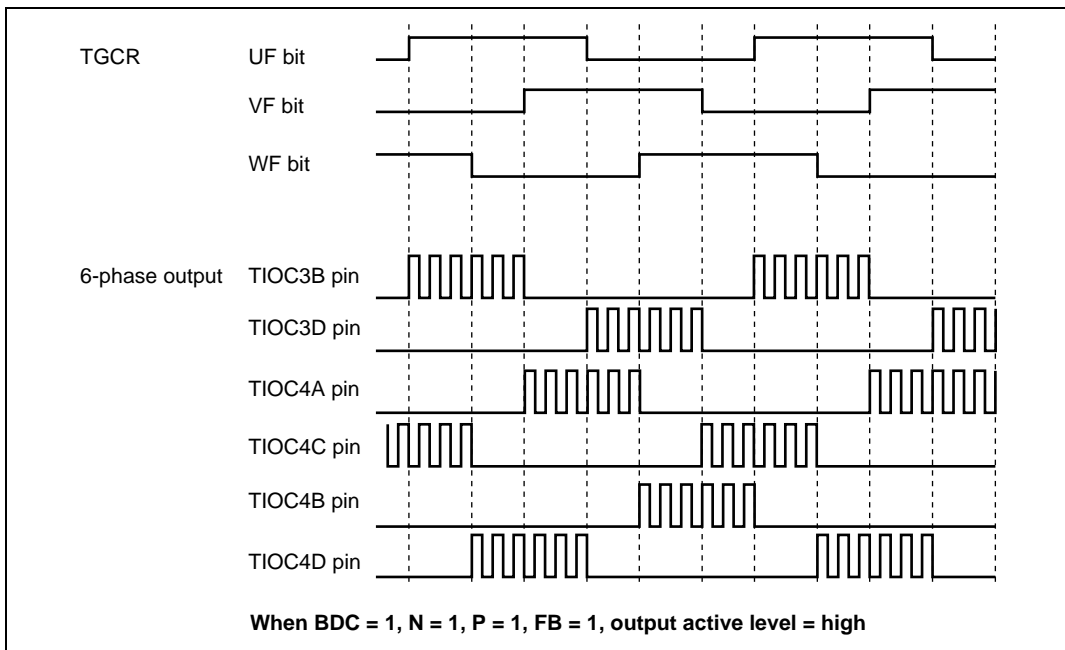 TGCR UF bit
VF bit
WF bit
6-phase output TIOC3B pin
TIOC3D pin
TIOC4A pin
TIOC4C pin
TIOC4B pin
TIOC4D pin
When BDC = 1, N = 1, P = 1, FB = 1, output active level = high